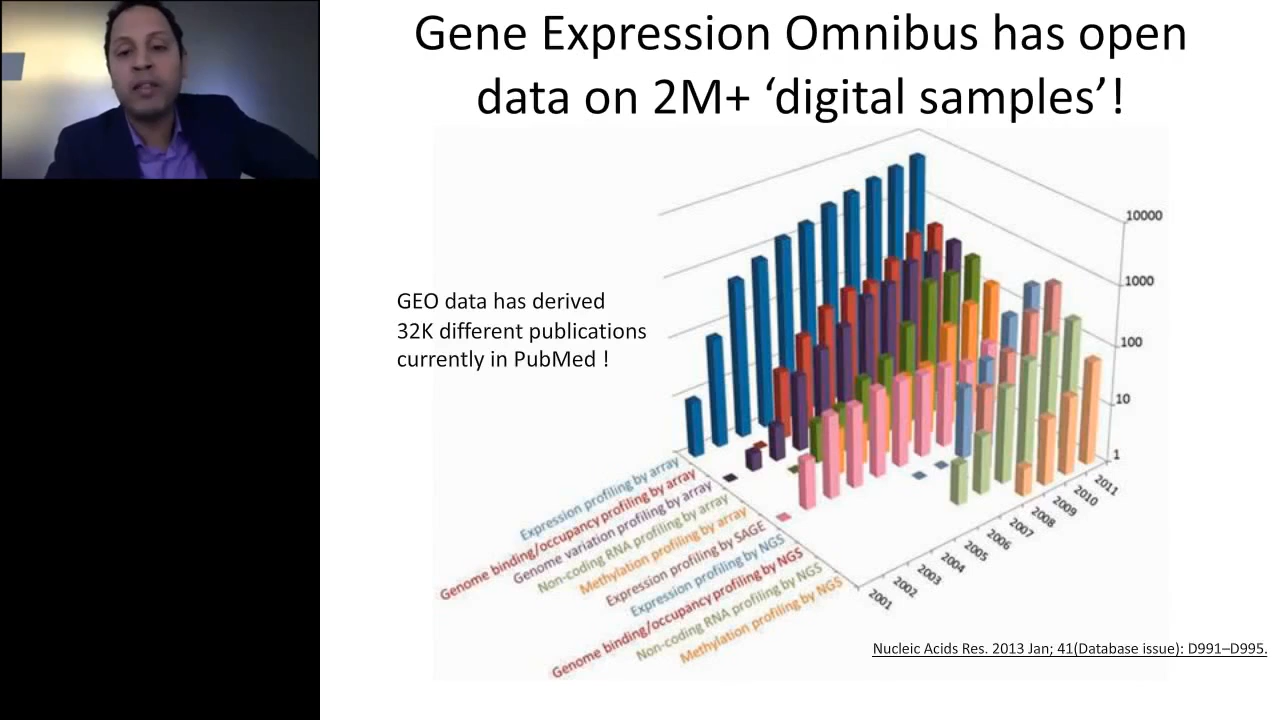 Gene Expression Omnibus has open
data on 2M+ ‘digital samples’!
GEO data has derived
32K different publications
currently in PubMed !
10000
1000
100
10
1
Expression profiling by array
Genome binding/occupancy profiling by array
Genome variation profiling by array
Non-coding RNA profiling by array
Methylation profiling by array
Expression profiling by SAGE
Expression profiling by NGS
Genome binding/occupancy profiling by NGS
Non-coding RNA profiling by NGS
Methylation profiling by NGS
2001
2002
2003
2004
2005
2006
2007
2008
2009
2010
2011
Nucleic Acids Res. 2013 Jan; 41(Database issue): D991–D995.